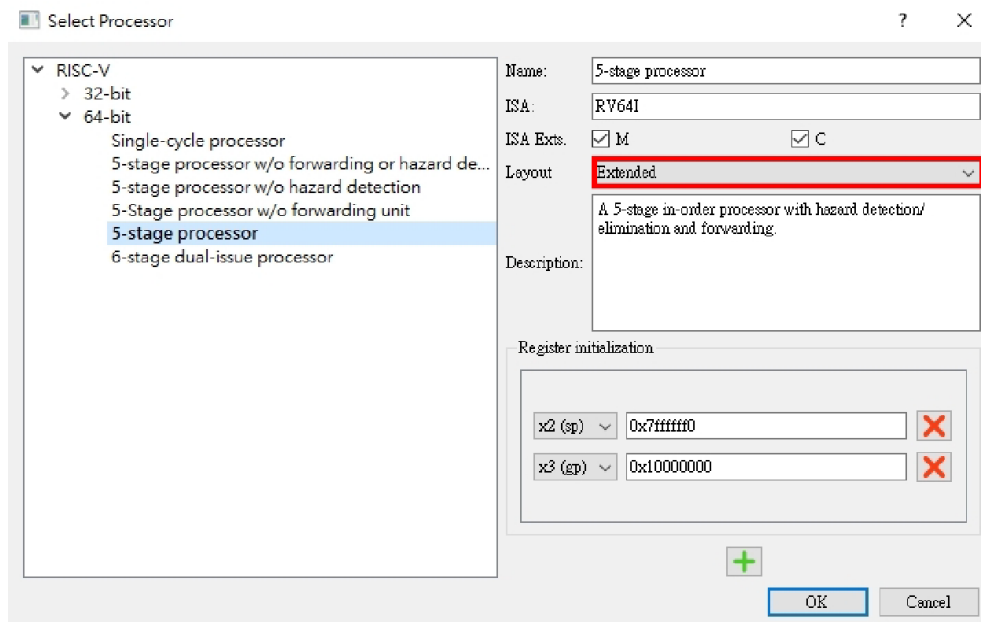 Select Processor
?
RISC-V
32-bit
64-bit
Single-cycle processor
5-stage processor w/o forwarding or hazard de...
5-stage processor w/o hazard detection
5-Stage processor w/o forwarding unit
5-stage processor
6-stage dual-issue processor
Name:
5-stage processor
ISA:
RV64I
ISA Exts.
M
C
Layout
Extended
Description:
A 5-stage in-order processor with hazard detection/
elimination and forwarding.
Register initialization
x2 (sp)
0x7ffffff0
x3 (gp)
0x10000000
OK
Cancel